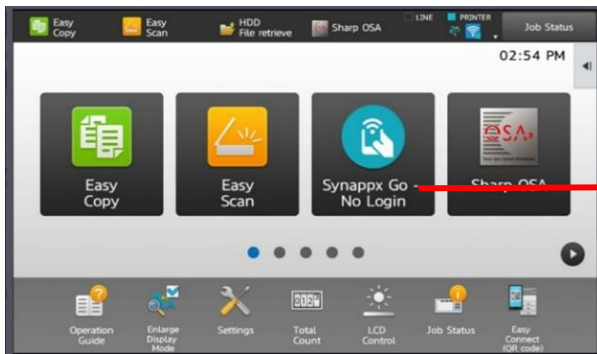 Easy
Copy
Easy
Scan
HDD
File retrieve
Sharp OSA
LINE
PRINTER
Job Status
02:54 PM
Easy
Copy
Easy
Scan
Synappx Go -
No Login
OSA
Sharp OSA
Operation
Guide
Enlarge
Display
Mode
Settings
Total
Count
LCD
Control
Job Status
Easy
Connect
(QR code)